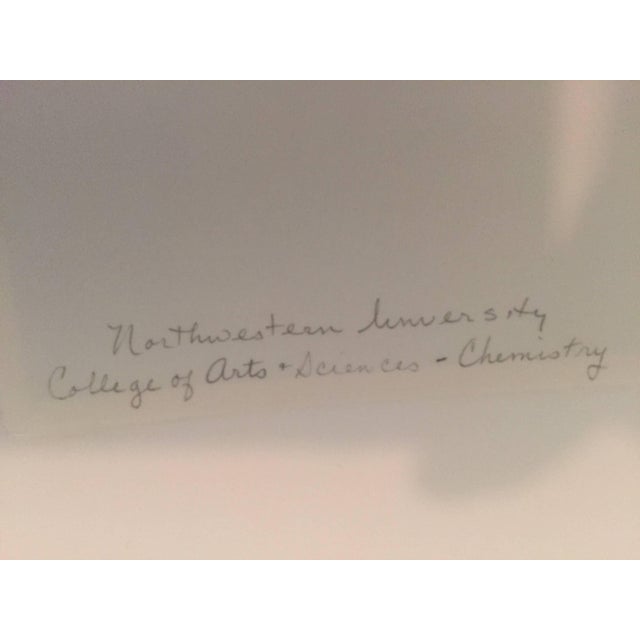 Northwestern University
College of Arts + Sciences - Chemistry